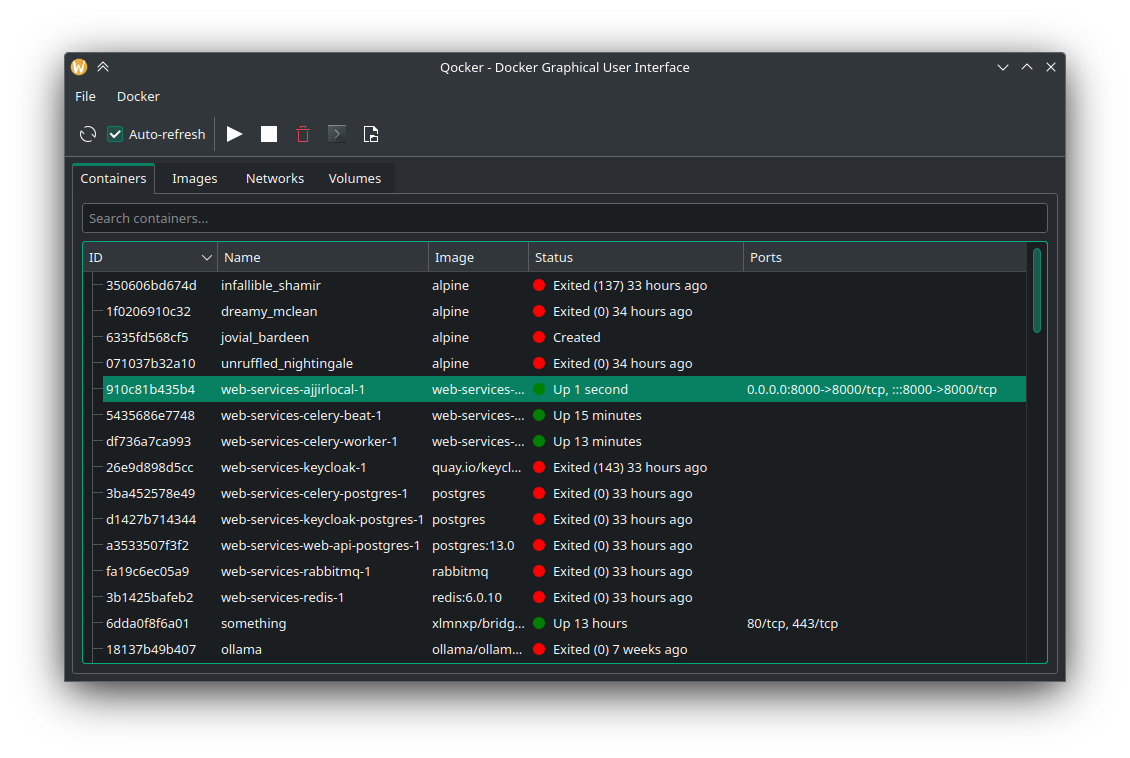 Qocker - Docker Graphical User Interface
File Docker
Auto-refresh
Containers Images Networks Volumes
Search containers...
ID Name Image Status Ports
350606bd674d infallible_shamir alpine Exited (137) 33 hours ago
1f0206910c32 dreamy_mclean alpine Exited (0) 34 hours ago
6335fd568cf5 jovial_bardeen alpine Created
071037b32a10 unruffled_nightingale alpine Exited (0) 34 hours ago
910c81b435b4 web-services-ajjirlocal-1 web-services-... Up 1 second 0.0.0.0:8000->8000/tcp, :::8000->8000/tcp
5435686e7748 web-services-celery-beat-1 web-services-... Up 15 minutes
df736a7ca993 web-services-celery-worker-1 web-services-... Up 13 minutes
26e9d898d5cc web-services-keycloak-1 quay.io/keycl... Exited (143) 33 hours ago
3ba452578e49 web-services-celery-postgres-1 postgres Exited (0) 33 hours ago
d1427b714344 web-services-keycloak-postgres-1 postgres Exited (0) 33 hours ago
a3533507f3f2 web-services-web-api-postgres-1 postgres:13.0 Exited (0) 33 hours ago
fa19c6ec05a9 web-services-rabbitmq-1 rabbitmq Exited (0) 33 hours ago
3b1425bafeb2 web-services-redis-1 redis:6.0.10 Exited (0) 33 hours ago
6dda0f8f6a01 something xlmnxp/bridg... Up 13 hours 80/tcp, 443/tcp
18137b49b407 ollama ollama/ollam... Exited (0) 7 weeks ago